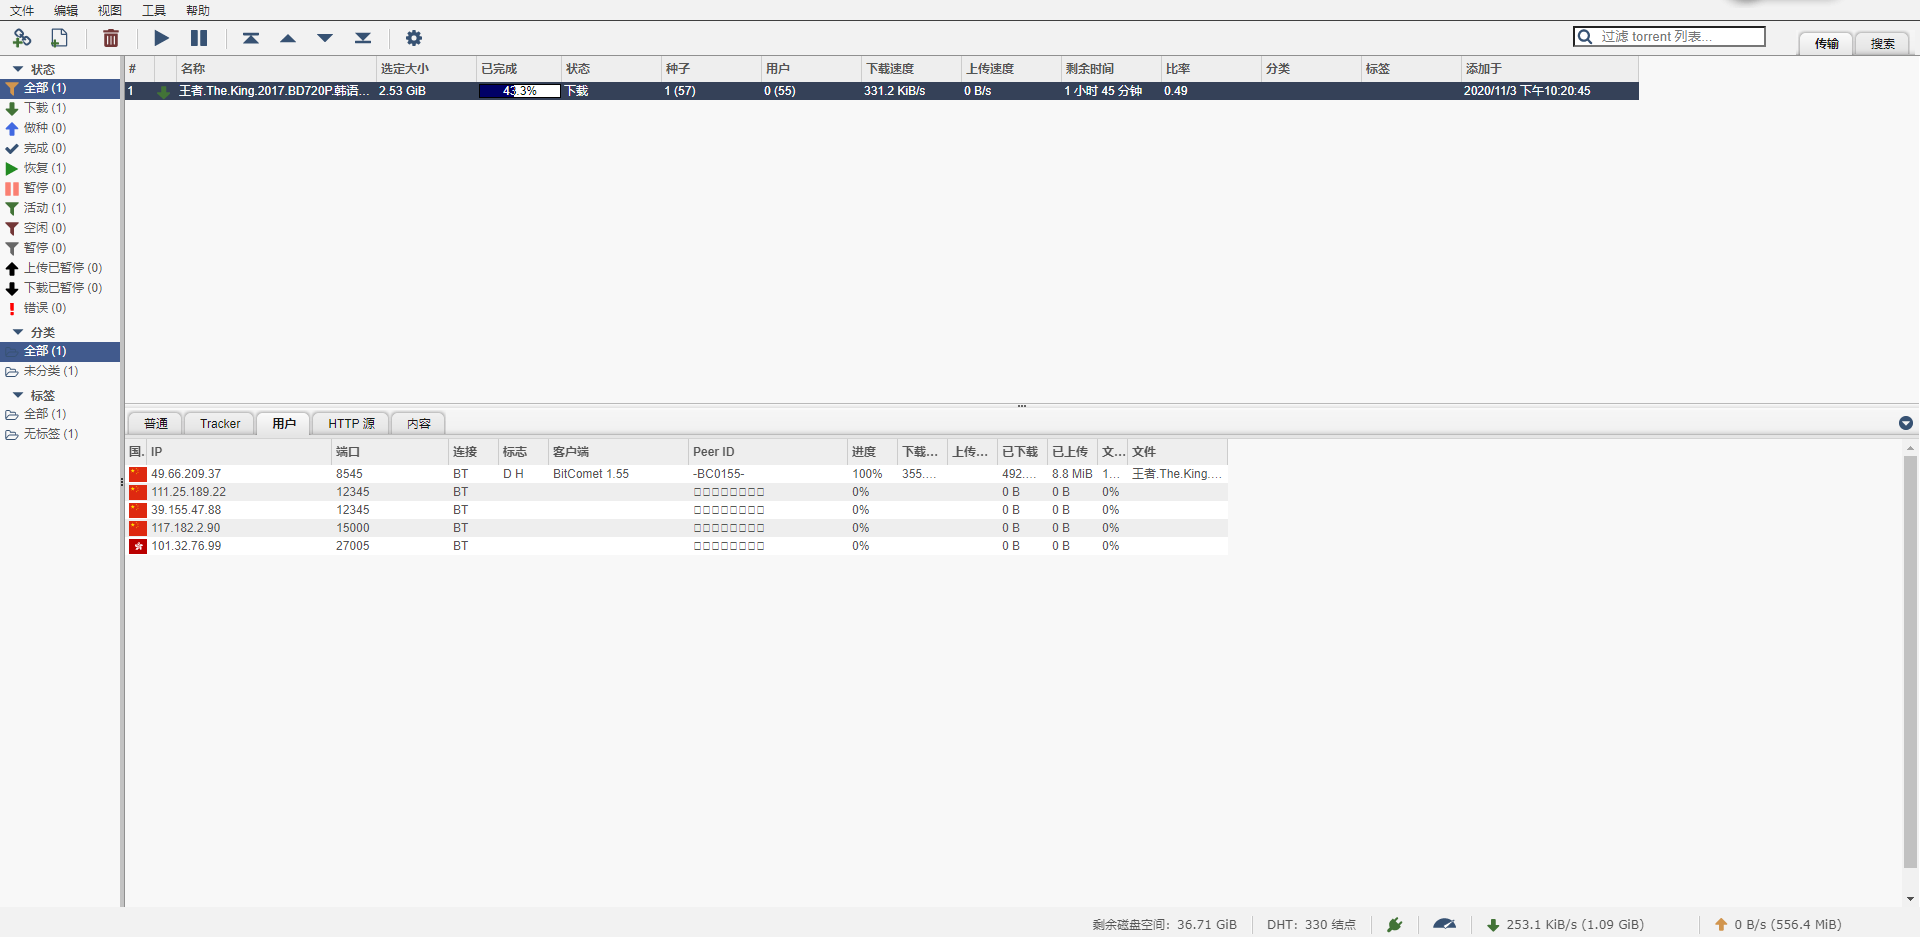 文件 编辑 视图 工具 帮助
过滤 torrent 列表...
传输 搜索
状态
全部 (1)
下载 (1)
做种 (0)
完成 (0)
恢复 (1)
暂停 (0)
活动 (1)
空闲 (0)
暂停 (0)
上传已暂停 (0)
下载已暂停 (0)
错误 (0)
分类
全部 (1)
未分类 (1)
标签
全部 (1)
无标签 (1)
# 名称 选定大小 已完成 状态 种子 用户 下载速度 上传速度 剩余时间 比率 分类 标签 添加于
1 王者.The.King.2017.BD720P.韩语... 2.53 GiB 43.3% 下载 1 (57) 0 (55) 331.2 KiB/s 0 B/s 1 小时 45 分钟 0.49 2020/11/3 下午10:20:45
普通 Tracker 用户 HTTP 源 内容
国. IP 端口 连接 标志 客户端 Peer ID 进度 下载... 上传... 已下载 已上传 文... 文件
49.66.209.37 8545 BT D H BitComet 1.55 -BC0155- 100% 355.... 492.... 8.8 MiB 1... 王者.The.King....
111.25.189.22 12345 BT 0% 0 B 0 B 0%
39.155.47.88 12345 BT 0% 0 B 0 B 0%
117.182.2.90 15000 BT 0% 0 B 0 B 0%
101.32.76.99 27005 BT 0% 0 B 0 B 0%
剩余磁盘空间: 36.71 GiB DHT: 330 结点 253.1 KiB/s (1.09 GiB) 0 B/s (556.4 MiB)